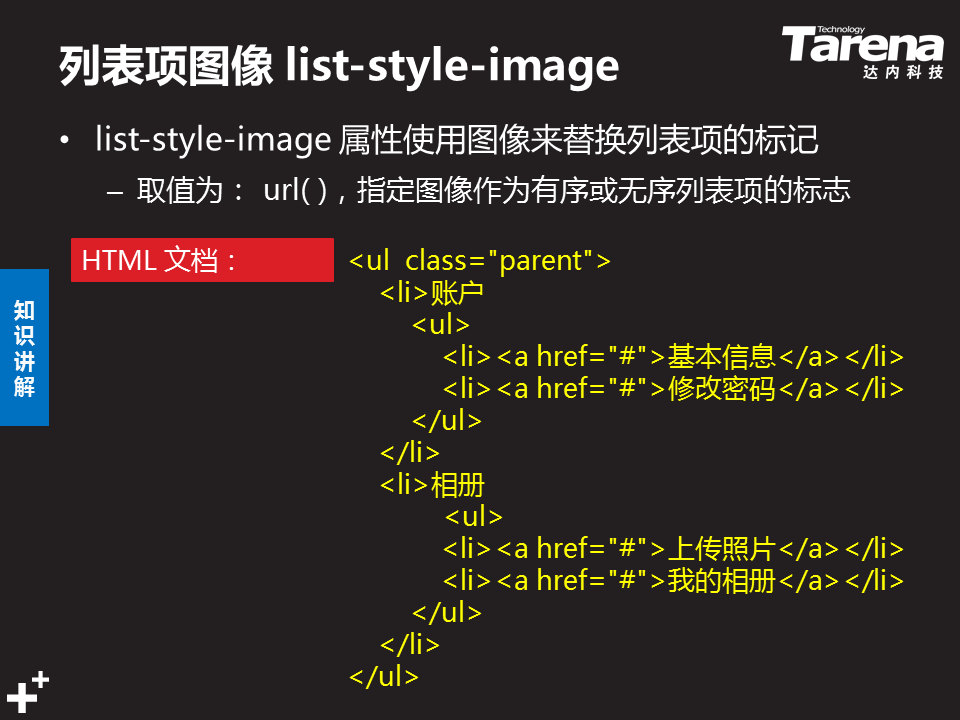 列表项图像 list-style-image
Technology
Tarena
达内科技
• list-style-image 属性使用图像来替换列表项的标记
– 取值为： url( )，指定图像作为有序或无序列表项的标志
HTML 文档：
<ul class="parent">
<li>账户
<ul>
<li><a href="#">基本信息</a></li>
<li><a href="#">修改密码</a></li>
</ul>
</li>
<li>相册
<ul>
<li><a href="#">上传照片</a></li>
<li><a href="#">我的相册</a></li>
</ul>
</li>
</ul>
知
识
讲
解